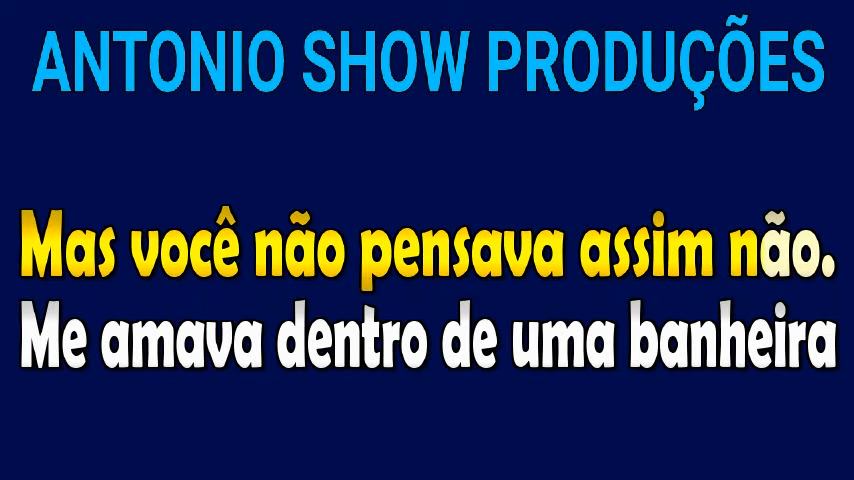 ANTONIO SHOW PRODUÇÕES
Mas você não pensava assim não.
Me amava dentro de uma banheira